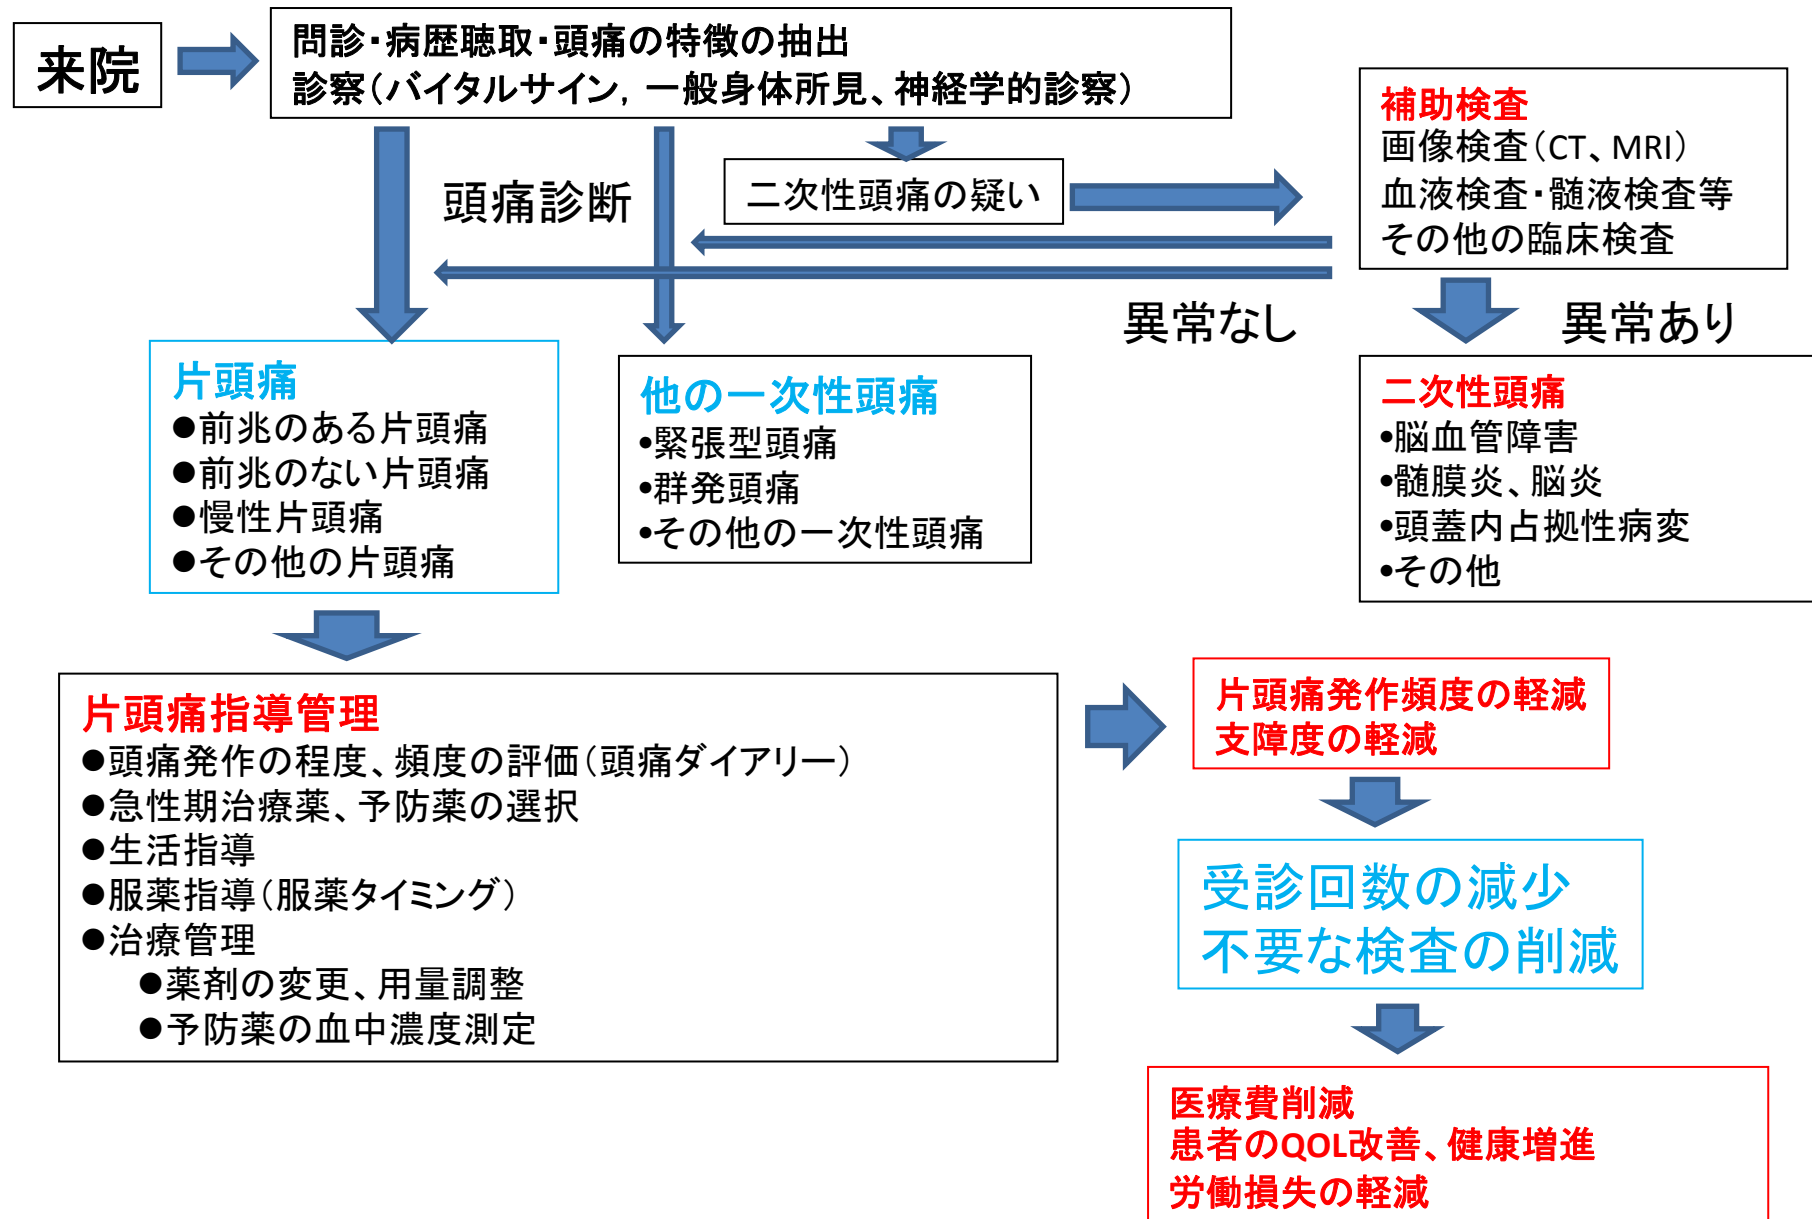 来院
問診・病歴聴取・頭痛の特徴の抽出
診察（バイタルサイン, 一般身体所見、神経学的診察）
補助検査
画像検査（CT、MRI）
血液検査・髄液検査等
その他の臨床検査
頭痛診断
二次性頭痛の疑い
異常なし
異常あり
片頭痛
●前兆のある片頭痛
●前兆のない片頭痛
●慢性片頭痛
●その他の片頭痛
他の一次性頭痛
•緊張型頭痛
•群発頭痛
•その他の一次性頭痛
二次性頭痛
•脳血管障害
•髄膜炎、脳炎
•頭蓋内占拠性病変
•その他
片頭痛指導管理
●頭痛発作の程度、頻度の評価（頭痛ダイアリー）
●急性期治療薬、予防薬の選択
●生活指導
●服薬指導（服薬タイミング）
●治療管理
●薬剤の変更、用量調整
●予防薬の血中濃度測定
片頭痛発作頻度の軽減
支障度の軽減
受診回数の減少
不要な検査の削減
医療費削減
患者のQOL改善、健康増進
労働損失の軽減